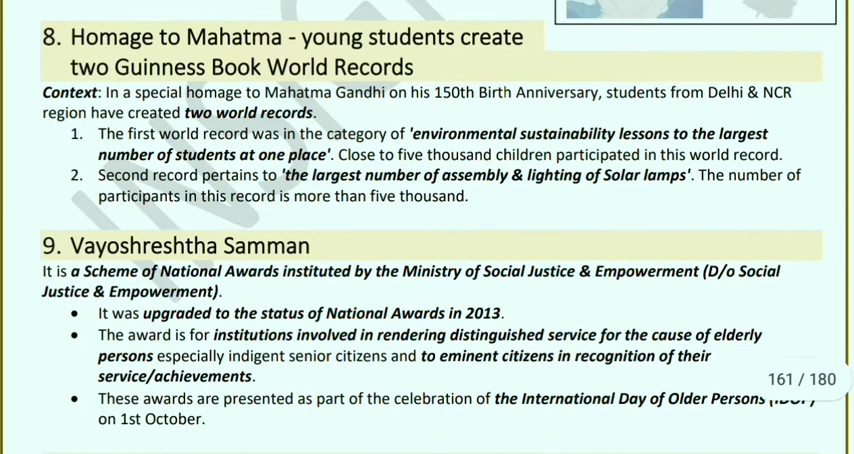 8. Homage to Mahatma - young students create
two Guinness Book World Records
Context: In a special homage to Mahatma Gandhi on his 150th Birth Anniversary, students from Delhi & NCR
region have created two world records.
1. The first world record was in the category of 'environmental sustainability lessons to the largest
number of students at one place'. Close to five thousand children participated in this world record.
2. Second record pertains to 'the largest number of assembly & lighting of Solar lamps'. The number of
participants in this record is more than five thousand.
9. Vayoshreshtha Samman
It is a Scheme of National Awards instituted by the Ministry of Social Justice & Empowerment (D/o Social
Justice & Empowerment).
• It was upgraded to the status of National Awards in 2013.
• The award is for institutions involved in rendering distinguished service for the cause of elderly
persons especially indigent senior citizens and to eminent citizens in recognition of their
service/achievements.
161 / 180
• These awards are presented as part of the celebration of the International Day of Older Persons
on 1st October.